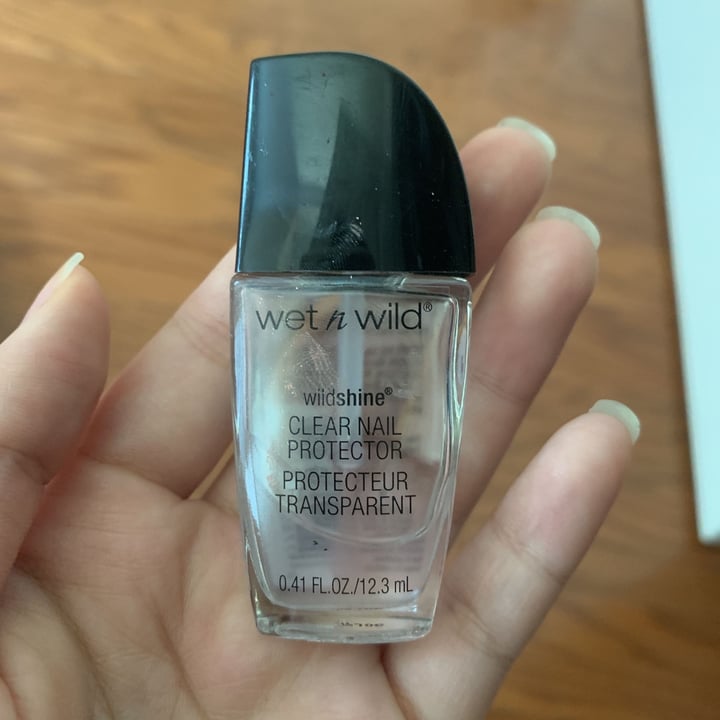 wet n wild®
wildshine®
CLEAR NAIL
PROTECTOR
PROTECTEUR
TRANSPARENT
0.41 FL.OZ./12.3 mL